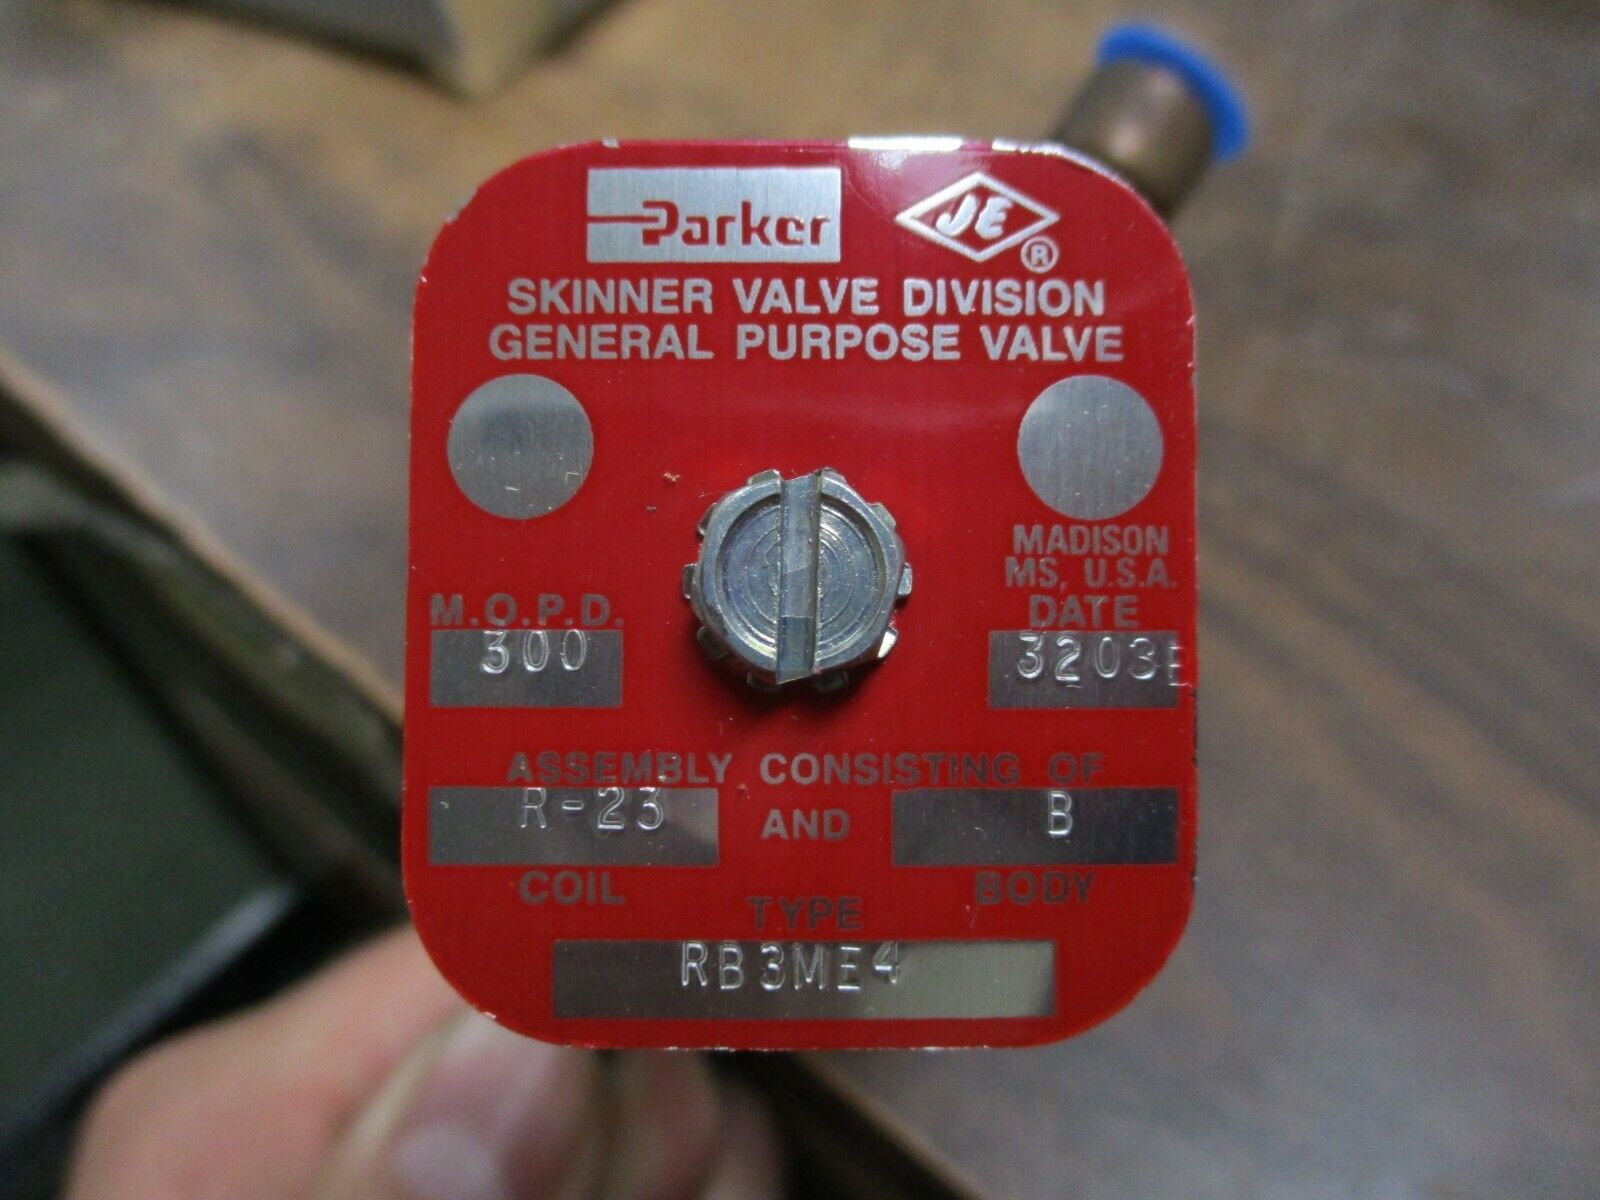 Parker JE ®
SKINNER VALVE DIVISION
GENERAL PURPOSE VALVE
MADISON
MS, U.S.A.
M.O.P.D. DATE
300 3203E
ASSEMBLY CONSISTING OF
R-23 AND B
COIL BODY
TYPE
RB3ME4